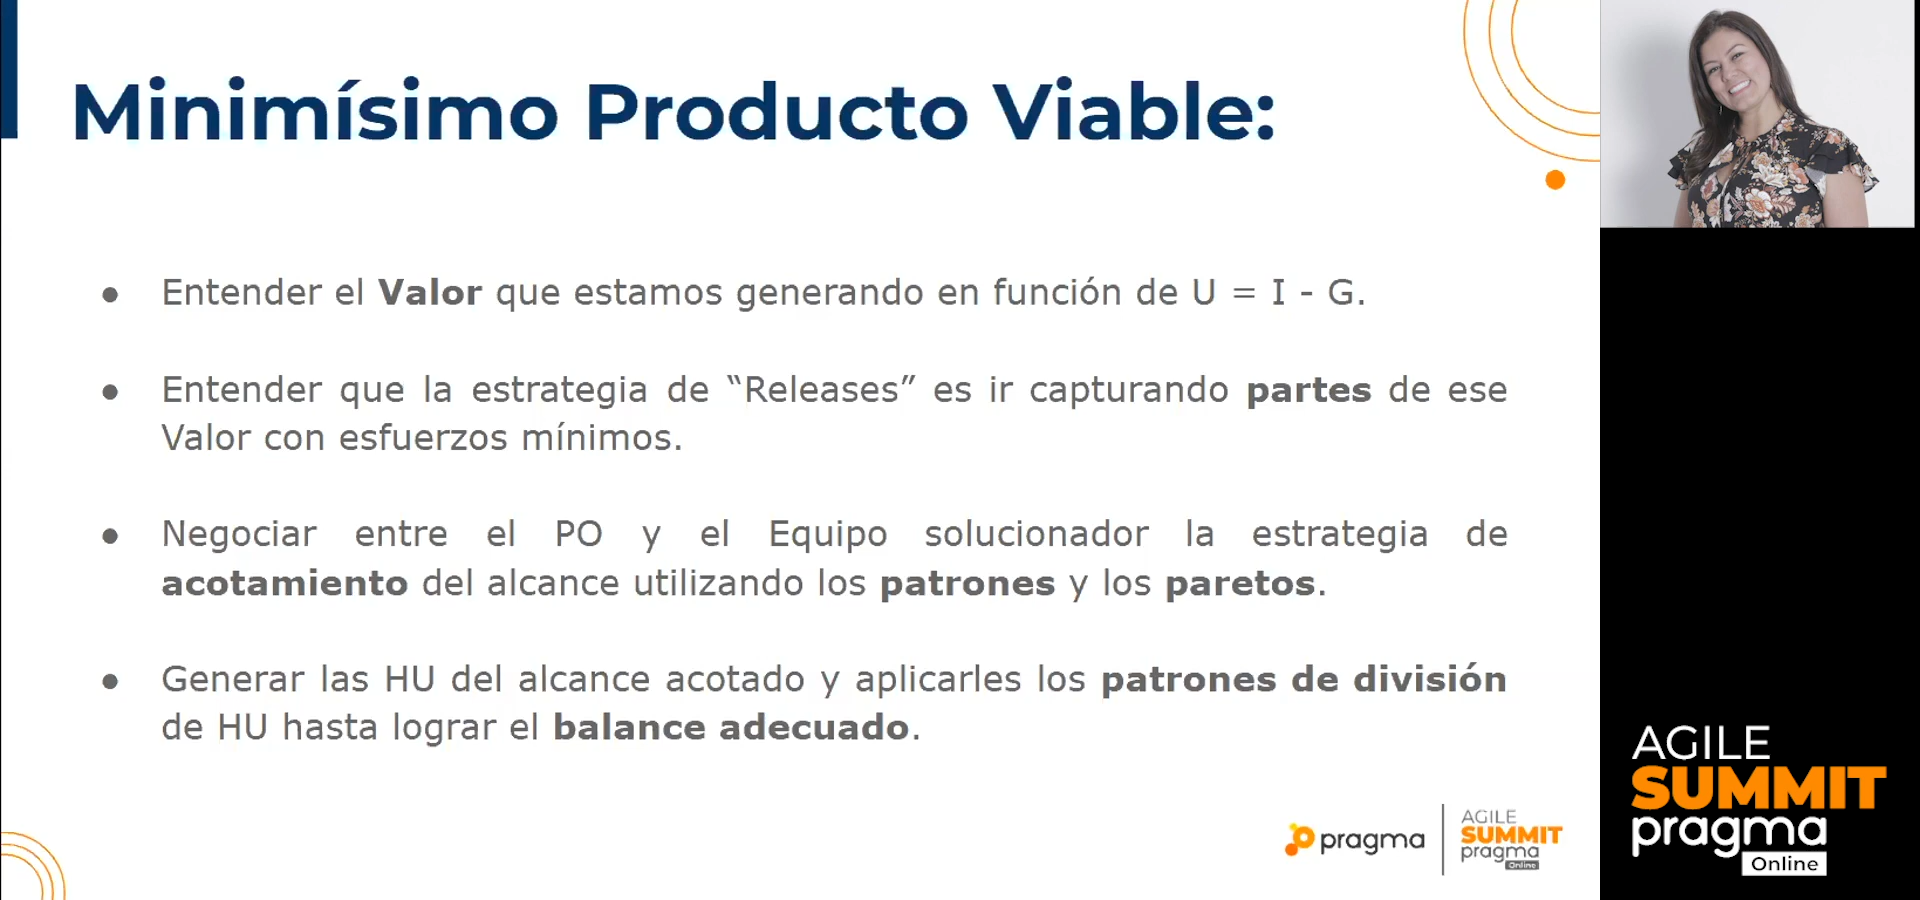 Minimísimo Producto Viable:
● Entender el Valor que estamos generando en función de U = I - G.
● Entender que la estrategia de “Releases” es ir capturando partes de ese
Valor con esfuerzos mínimos.
● Negociar entre el PO y el Equipo solucionador la estrategia de
acotamiento del alcance utilizando los patrones y los paretos.
● Generar las HU del alcance acotado y aplicarles los patrones de división
de HU hasta lograr el balance adecuado.
pragma
AGILE
SUMMIT
pragma
Online
AGILE
SUMMIT
pragma
Online